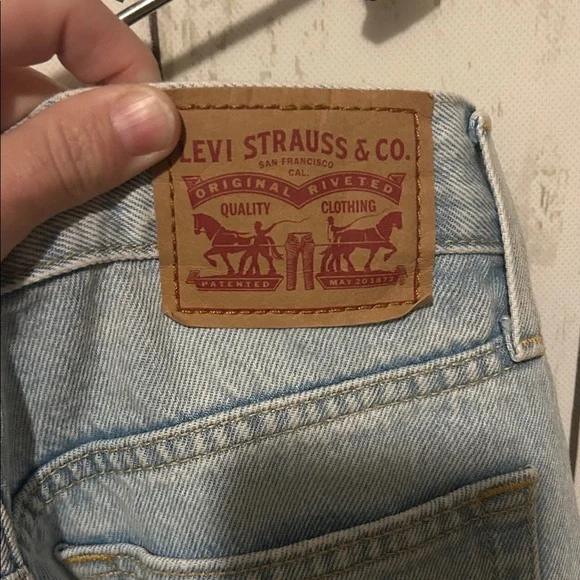 LEVI STRAUSS & CO.
SAN FRANCISCO
CAL.
ORIGINAL RIVETED
QUALITY CLOTHING
PATENTED MAY 20 1873